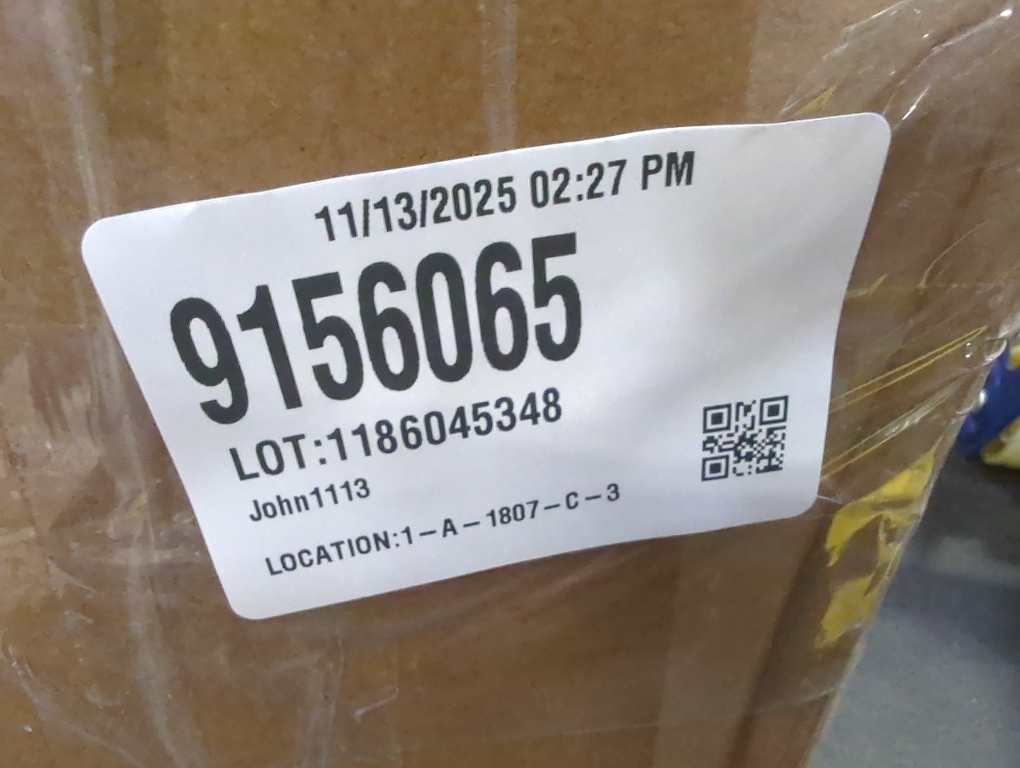 11/13/2025 02:27 PM
9156065
LOT:1186045348
John1113
LOCATION:1-A-1807-C-3